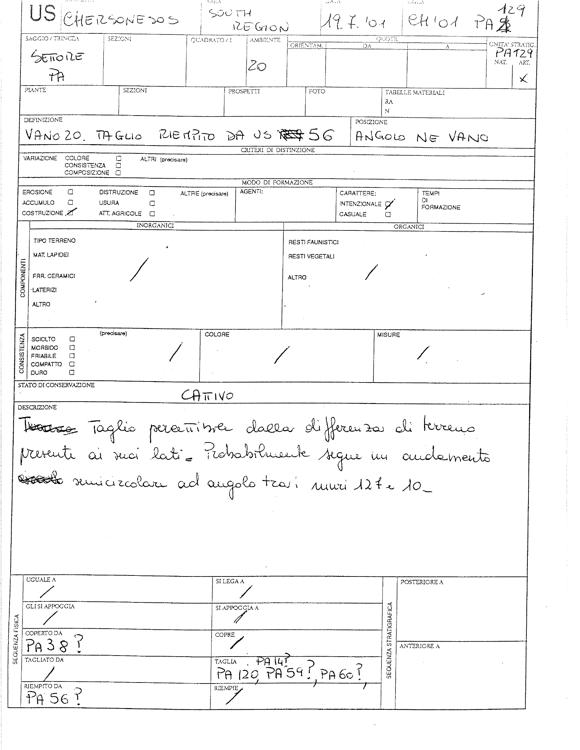 US CHERSONESOS SOUTH REGION 19.7.'01 CH'01 PA 129
SAGGIO / TRINCEA SEZIONI QUADRATO / I AMBIENTE QUOTE UNITA' STRATIG.
ORIENTAM. DA A
SETTORE PA 20 PA129
NAT. ART.
X
PIANTE SEZIONI PROSPETTI FOTO TABELLE MATERIALI
RA
N
DEFINIZIONE POSIZIONE
VANO 20. TAGLIO RIEMPITO DA US 56 ANGOLO NE VANO
CRITERI DI DISTINZIONE
VARIAZIONE COLORE ALTRI (precisare)
CONSISTENZA
COMPOSIZIONE
MODO DI FORMAZIONE
EROSIONE DISTRUZIONE ALTRE (precisare) AGENTI: CARATTERE: TEMPI
ACCUMULO USURA INTENZIONALE DI
COSTRUZIONE ATT. AGRICOLE CASUALE FORMAZIONE
INORGANICI ORGANICI
COMPONENTI
TIPO TERRENO RESTI FAUNISTICI
MAT. LAPIDEI RESTI VEGETALI
FRR. CERAMICI / ALTRO /
LATERIZI
ALTRO
CONSISTENZA
SCIOLTO (precisare) COLORE MISURE
MORBIDO
FRIABILE / / /
COMPATTO
DURO
STATO DI CONSERVAZIONE
CATTIVO
DESCRIZIONE
Taglio percettibile dalla differenza di terreno
presente ai suoi lati. Probabilmente segue un andamento
semicircolare ad angolo tra i muri 127 e 10_
SEQUENZA FISICA
UGUALE A / SI LEGA A /
GLI SI APPOGGIA / SI APPOGGIA A /
COPERTO DA COPRE /
PA 38?
TAGLIATO DA / TAGLIA PA 14?
PA 120, PA 59?, PA 60?,
RIEMPITO DA RIEMPIE /
PA 56?
SEQUENZA STRATIGRAFICA
POSTERIORE A
ANTERIORE A